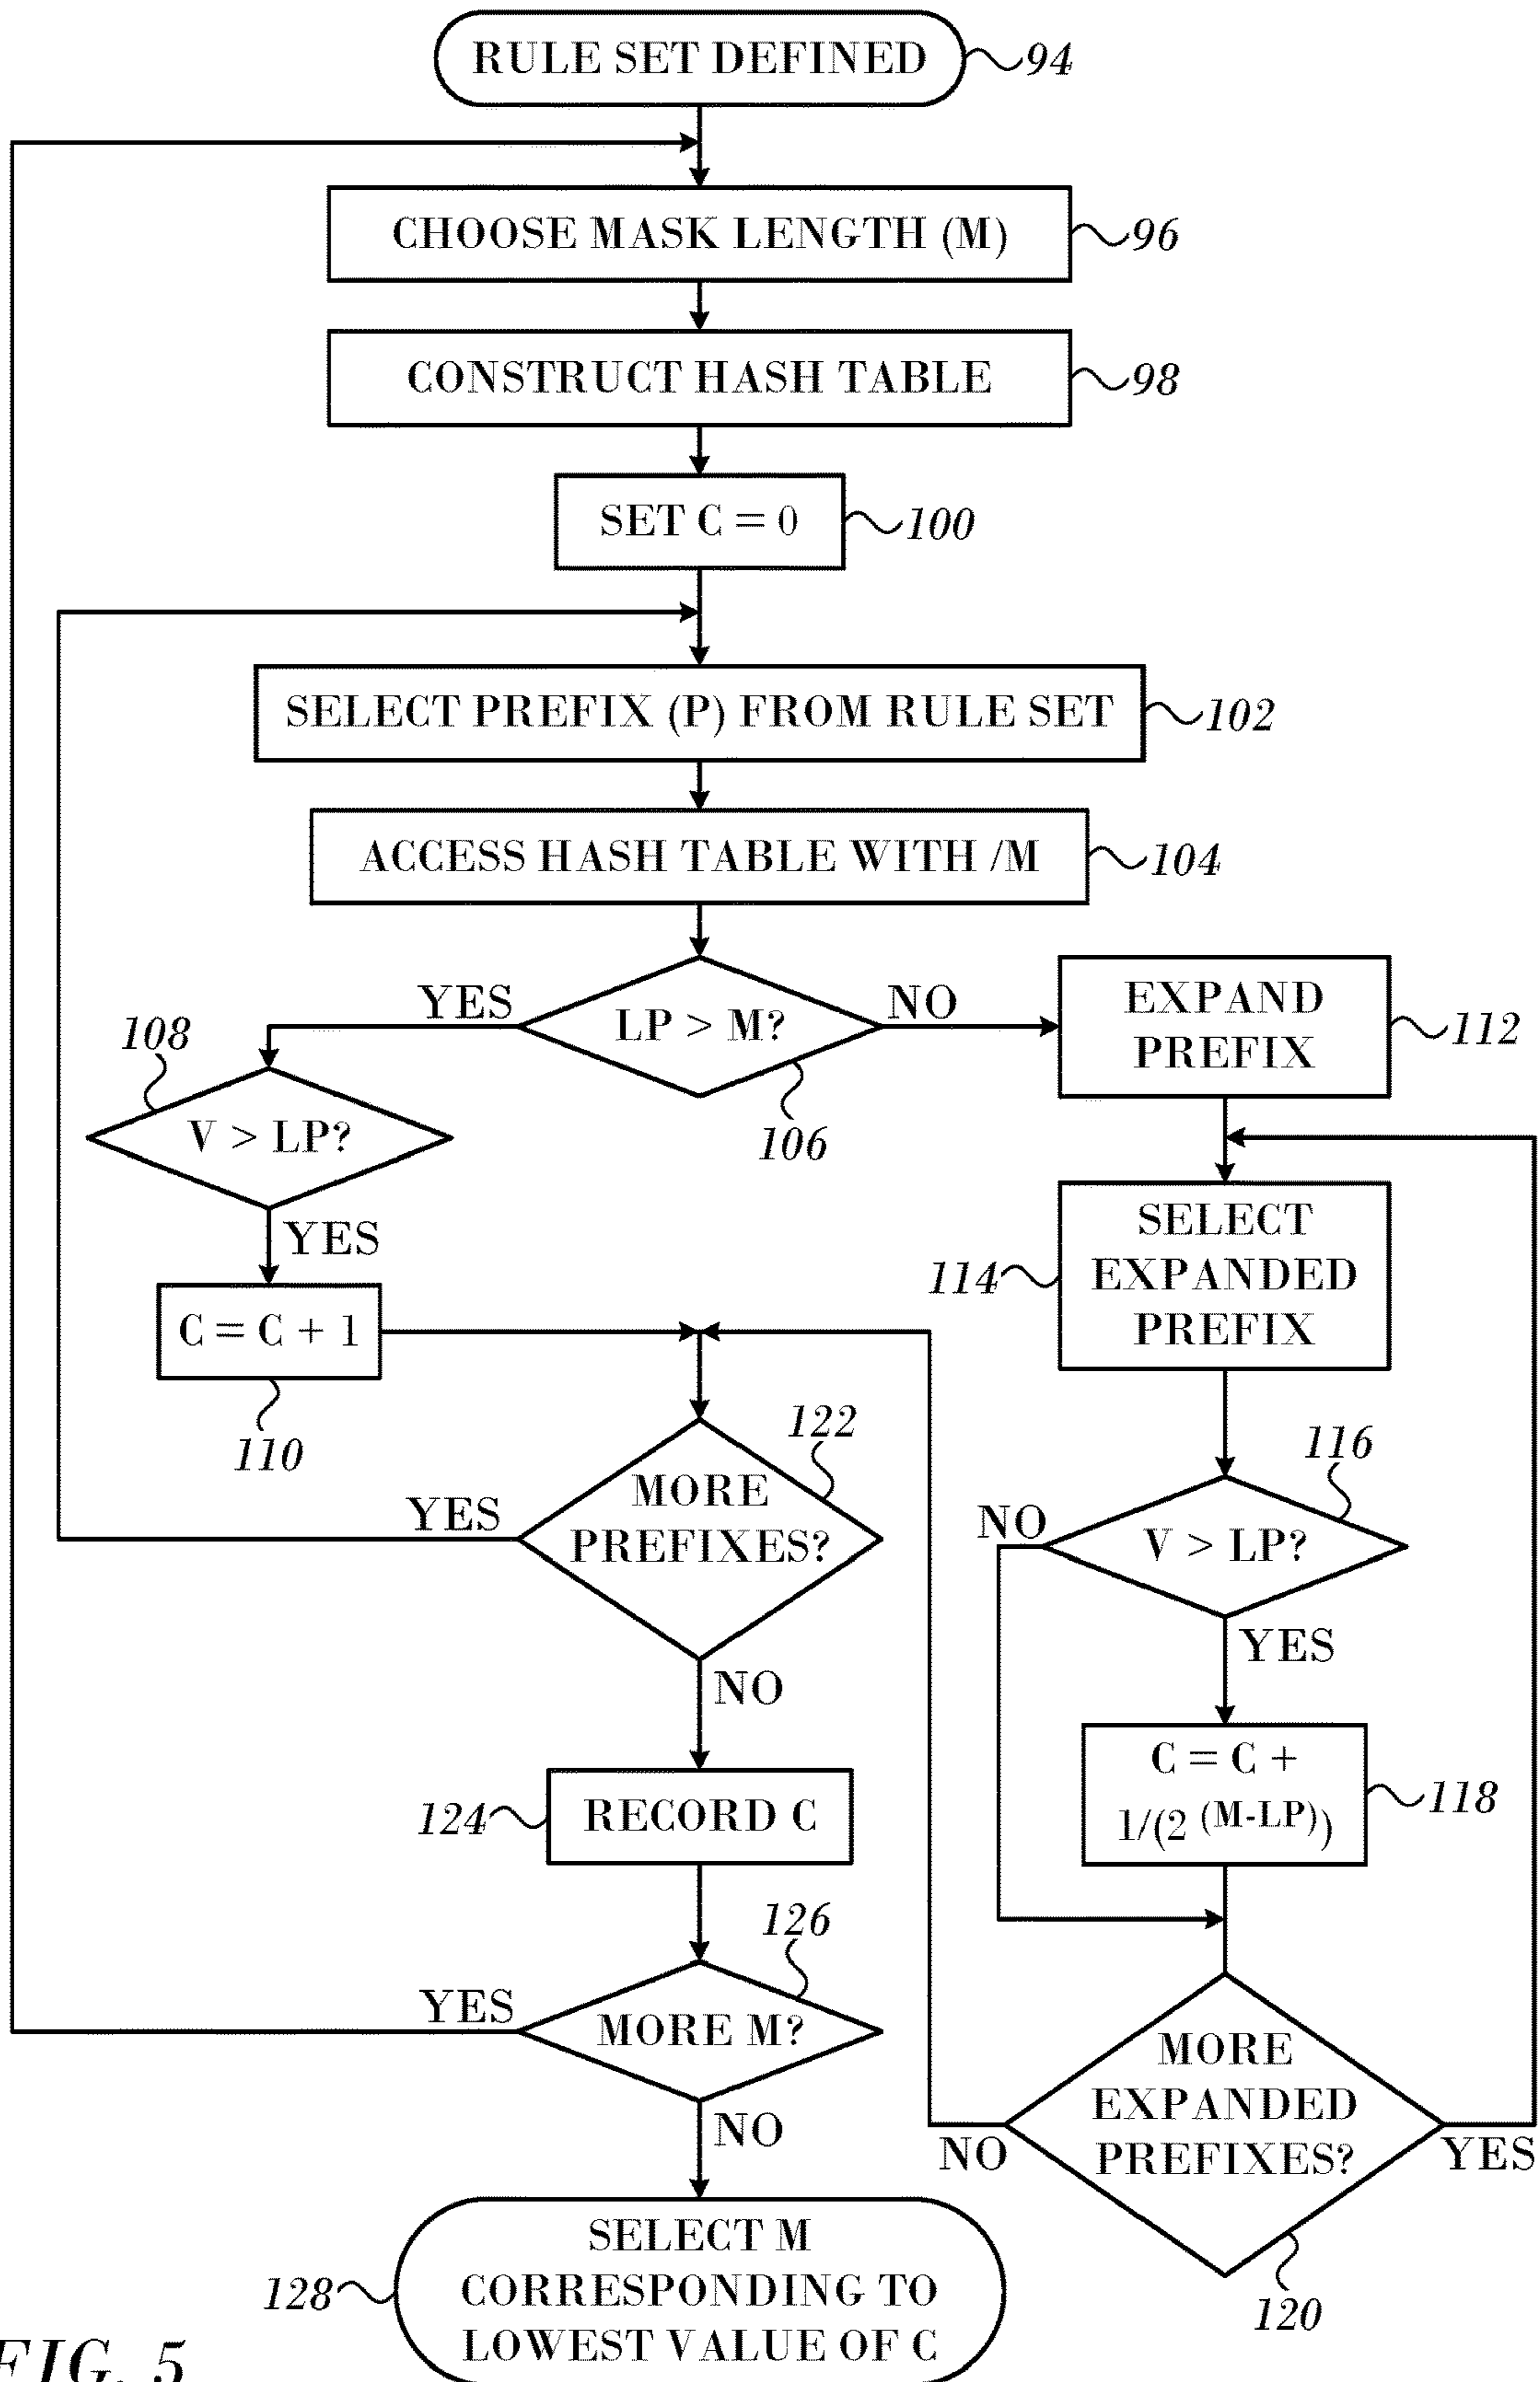 RULE SET DEFINED
94
CHOOSE MASK LENGTH (M)
96
CONSTRUCT HASH TABLE
98
SET C = 0
100
SELECT PREFIX (P) FROM RULE SET
102
ACCESS HASH TABLE WITH /M
104
YES
LP > M?
NO
106
EXPAND
PREFIX
112
108
V > LP?
YES
C = C + 1
110
SELECT
EXPANDED
PREFIX
114
122
MORE
PREFIXES?
YES
NO
116
NO
V > LP?
YES
C = C +
1/(2 (M-LP))
118
124
RECORD C
126
YES
MORE M?
NO
MORE
EXPANDED
PREFIXES?
NO
YES
120
SELECT M
CORRESPONDING TO
LOWEST VALUE OF C
128
FIG. 5